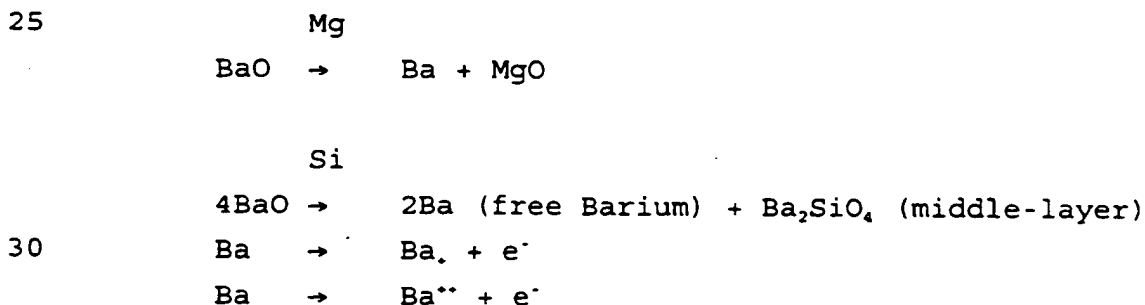 25 Mg
BaO → Ba + MgO
Si
4BaO → 2Ba (free Barium) + Ba₂SiO₄ (middle-layer)
30 Ba → Ba₊ + e⁻
Ba → Ba⁺⁺ + e⁻